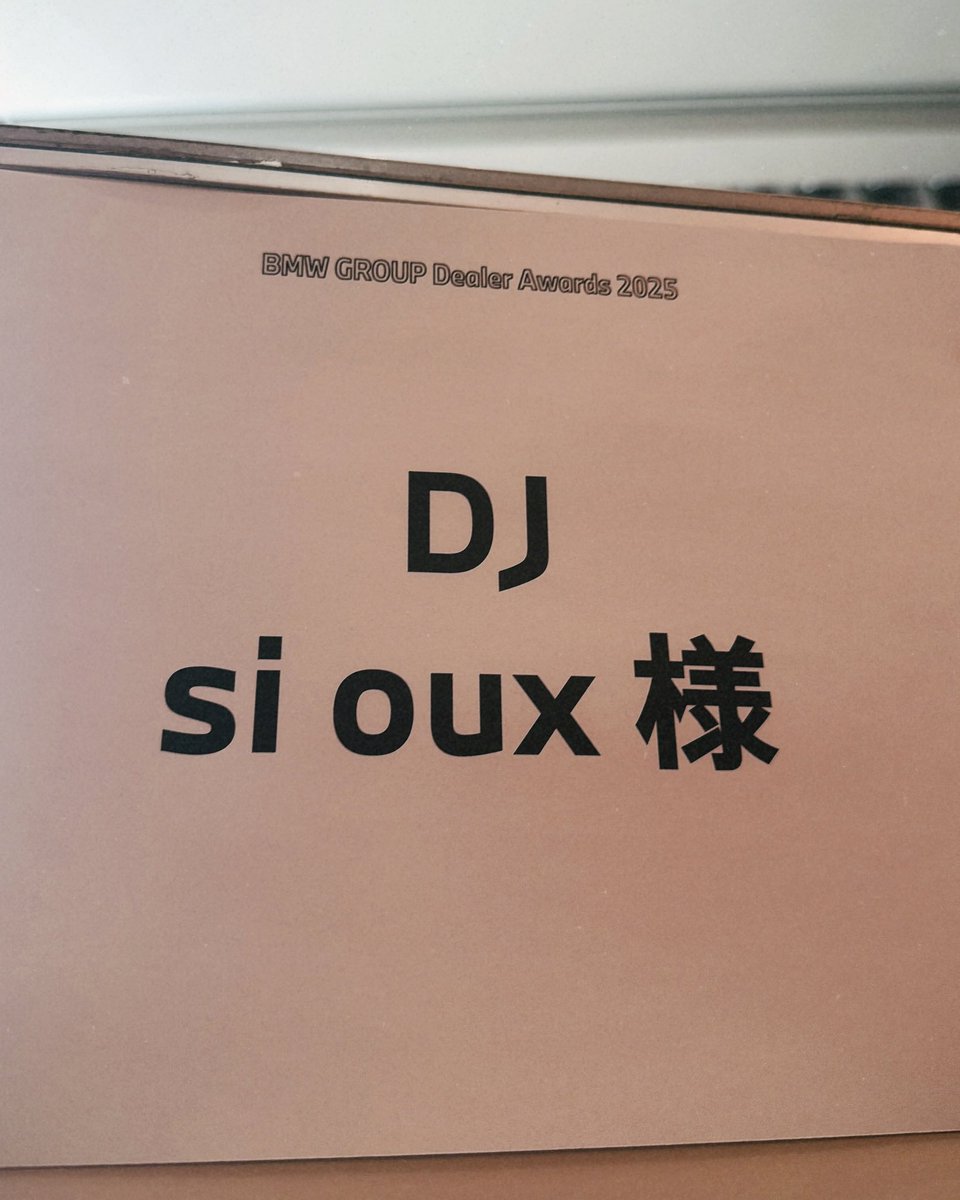 BMW GROUP Dealer Awards 2025
DJ
si oux 様